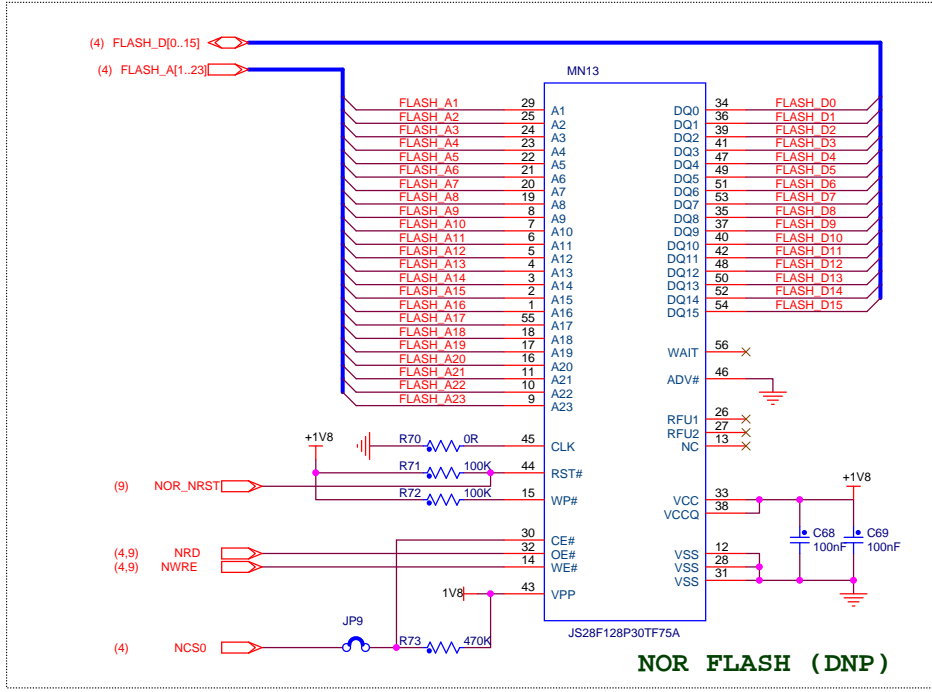 (4) FLASH_D[0..15]
(4) FLASH_A[1..23]
MN13
FLASH_A1 29 A1 DQ0 34 FLASH_D0
FLASH_A2 25 A2 DQ1 36 FLASH_D1
FLASH_A3 24 A3 DQ2 39 FLASH_D2
FLASH_A4 23 A4 DQ3 41 FLASH_D3
FLASH_A5 22 A5 DQ4 47 FLASH_D4
FLASH_A6 21 A6 DQ5 49 FLASH_D5
FLASH_A7 20 A7 DQ6 51 FLASH_D6
FLASH_A8 19 A8 DQ7 53 FLASH_D7
FLASH_A9 8 A9 DQ8 35 FLASH_D8
FLASH_A10 7 A10 DQ9 37 FLASH_D9
FLASH_A11 6 A11 DQ10 40 FLASH_D10
FLASH_A12 5 A12 DQ11 42 FLASH_D11
FLASH_A13 4 A13 DQ12 48 FLASH_D12
FLASH_A14 3 A14 DQ13 50 FLASH_D13
FLASH_A15 2 A15 DQ14 52 FLASH_D14
FLASH_A16 1 A16 DQ15 54 FLASH_D15
FLASH_A17 55 A17
FLASH_A18 18 A18
FLASH_A19 17 A19 WAIT 56
FLASH_A20 16 A20
FLASH_A21 11 A21 ADV# 46
FLASH_A22 10 A22
FLASH_A23 9 A23
RFU1 26
RFU2 27
+1V8 R70 0R 45 CLK NC 13
R71 100K 44 RST#
(9) NOR_NRST
+1V8
R72 100K 15 WP# VCC 33
VCCQ 38
30 CE# C68 C69
100nF 100nF
(4,9) NRD 32 OE# VSS 12
(4,9) NWRE 14 WE# VSS 28
VSS 31
1V8 43 VPP
JP9
JS28F128P30TF75A
(4) NCS0 R73 470K
NOR FLASH (DNP)